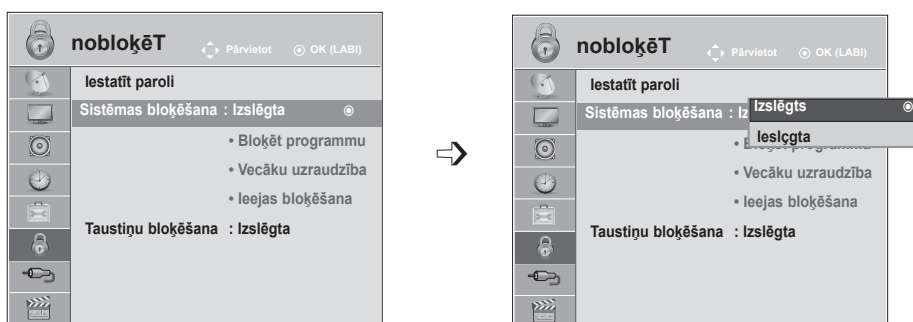 nobloķēT Pārvietot OK (LABI)
Iestatīt paroli
Sistēmas bloķēšana : Izslēgta
• Bloķēt programmu
• Vecāku uzraudzība
• Ieejas bloķēšana
Taustiņu bloķēšana : Izslēgta
nobloķēT Pārvietot OK (LABI)
Iestatīt paroli
Sistēmas bloķēšana : Iz
Izslēgts
Ieslçgta
• Vecāku uzraudzība
• Ieejas bloķēšana
Taustiņu bloķēšana : Izslēgta